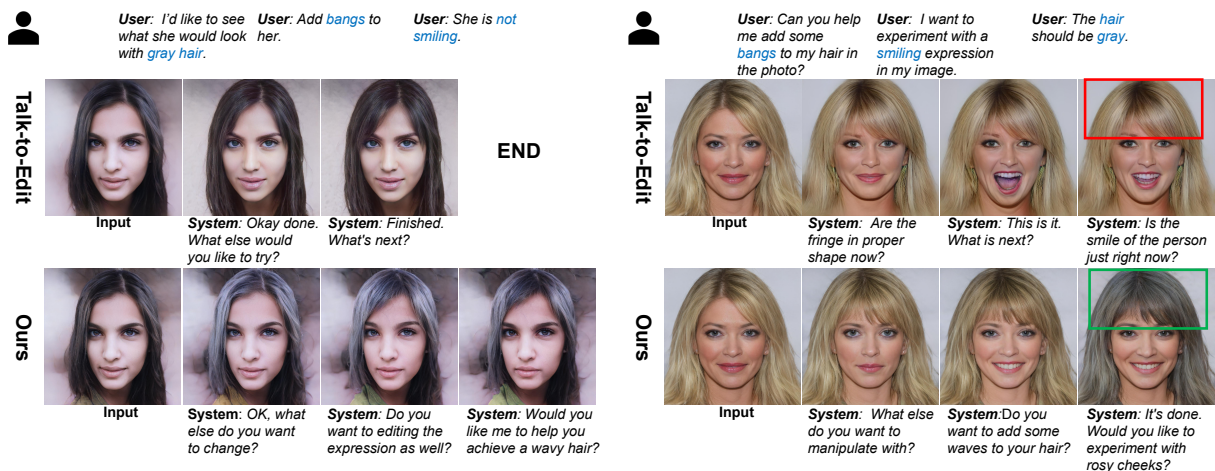 User: I'd like to see
what she would look
with gray hair.
User: Add bangs to
her.
User: She is not
smiling.
Talk-to-Edit
END
Input
System: Okay done.
What else would
you like to try?
System: Finished.
What's next?
Ours
Input
System: OK, what
else do you want
to change?
System: Do you
want to editing the
expression as well?
System: Would you
like me to help you
achieve a wavy hair?
User: Can you help
me add some
bangs to my hair in
the photo?
User: I want to
experiment with a
smiling expression
in my image.
User: The hair
should be gray.
Talk-to-Edit
Input
System: Are the
fringe in proper
shape now?
System: This is it.
What is next?
System: Is the
smile of the person
just right now?
Ours
Input
System: What else
do you want to
manipulate with?
System:Do you
want to add some
waves to your hair?
System: It's done.
Would you like to
experiment with
rosy cheeks?